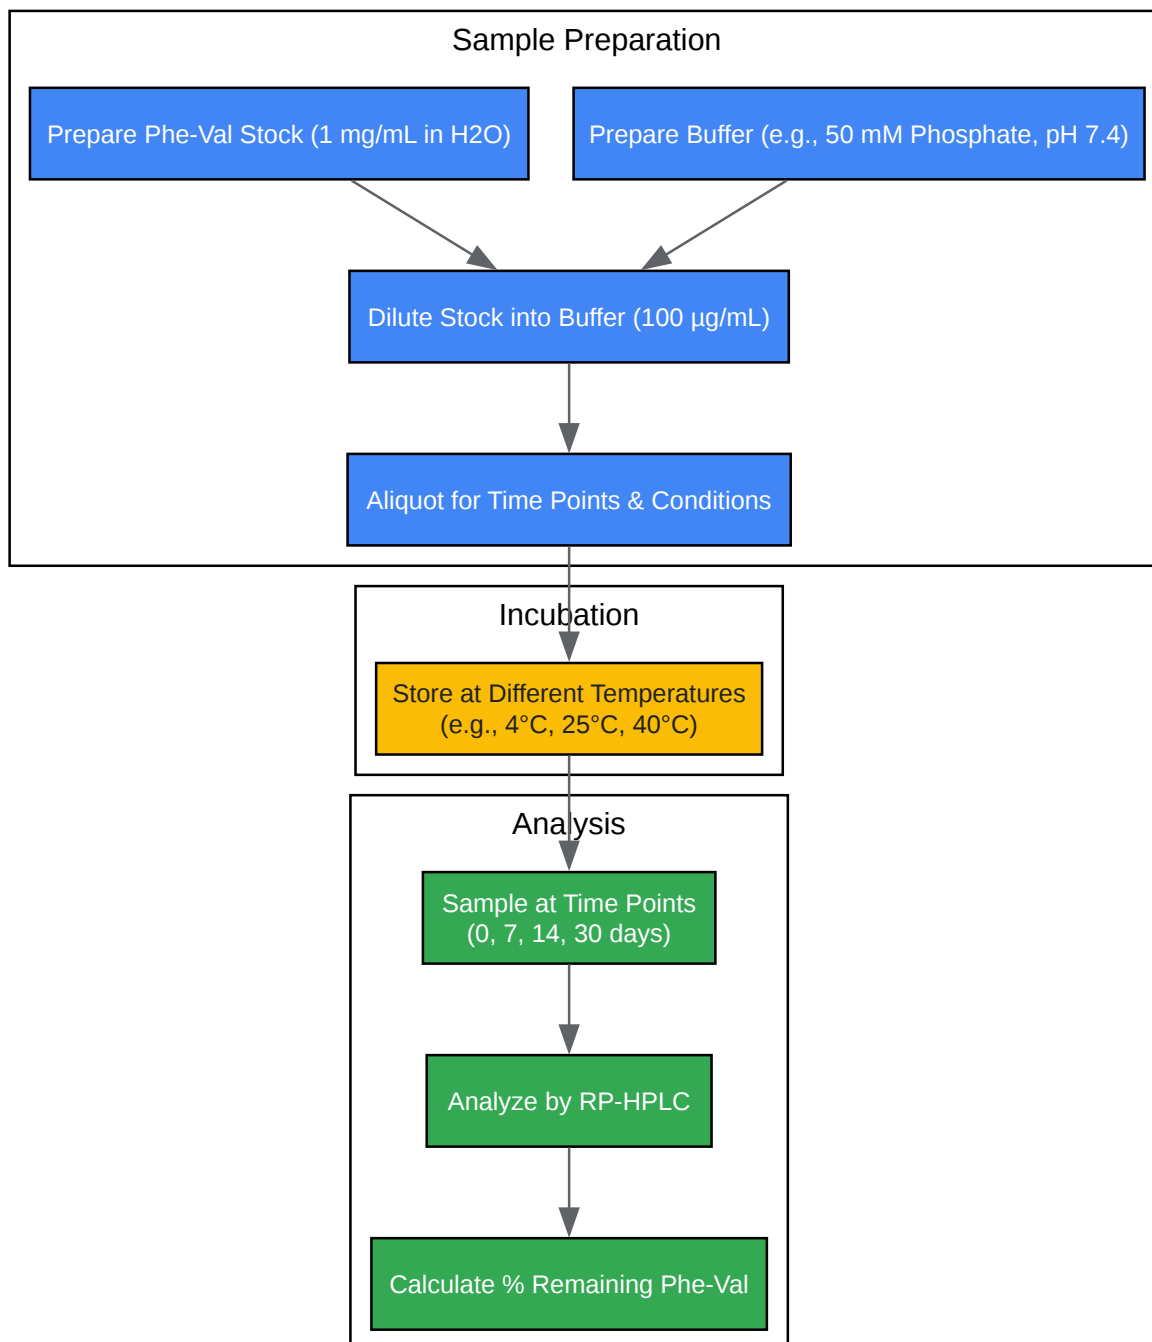 Sample Preparation
Prepare Phe-Val Stock (1 mg/mL in H2O)
Prepare Buffer (e.g., 50 mM Phosphate, pH 7.4)
Dilute Stock into Buffer (100 µg/mL)
Aliquot for Time Points & Conditions
Incubation
Store at Different Temperatures
(e.g., 4°C, 25°C, 40°C)
Analysis
Sample at Time Points
(0, 7, 14, 30 days)
Analyze by RP-HPLC
Calculate % Remaining Phe-Val